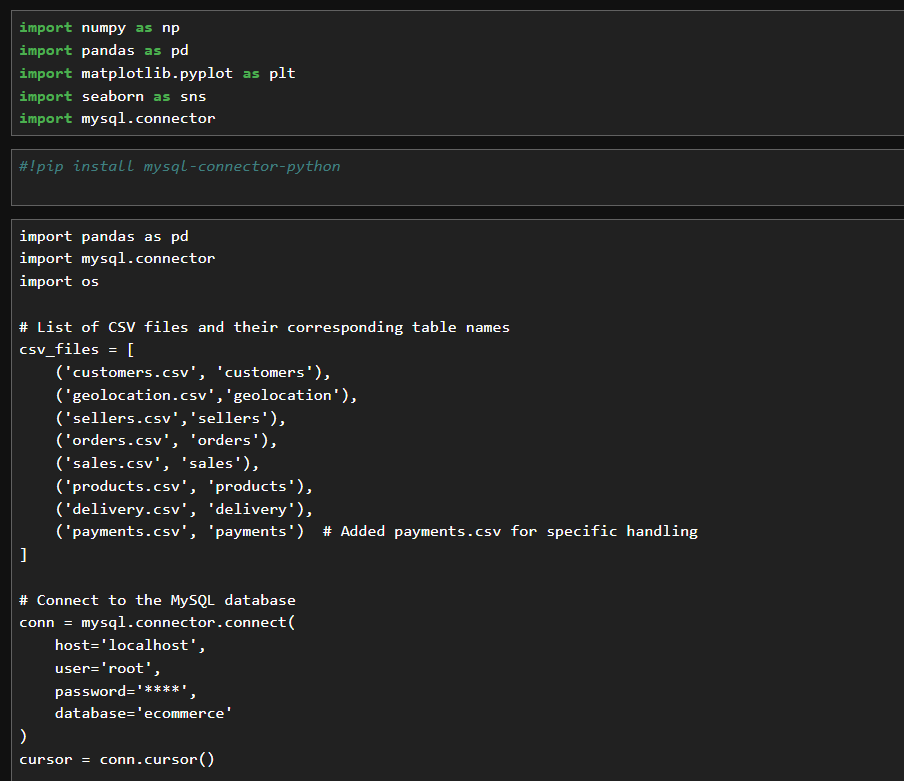 import numpy as np
import pandas as pd
import matplotlib.pyplot as plt
import seaborn as sns
import mysql.connector
#!pip install mysql-connector-python
import pandas as pd
import mysql.connector
import os
# List of CSV files and their corresponding table names
csv_files = [
    ('customers.csv', 'customers'),
    ('geolocation.csv','geolocation'),
    ('sellers.csv','sellers'),
    ('orders.csv', 'orders'),
    ('sales.csv', 'sales'),
    ('products.csv', 'products'),
    ('delivery.csv', 'delivery'),
    ('payments.csv', 'payments')  # Added payments.csv for specific handling
]
# Connect to the MySQL database
conn = mysql.connector.connect(
    host='localhost',
    user='root',
    password='****',
    database='ecommerce'
)
cursor = conn.cursor()